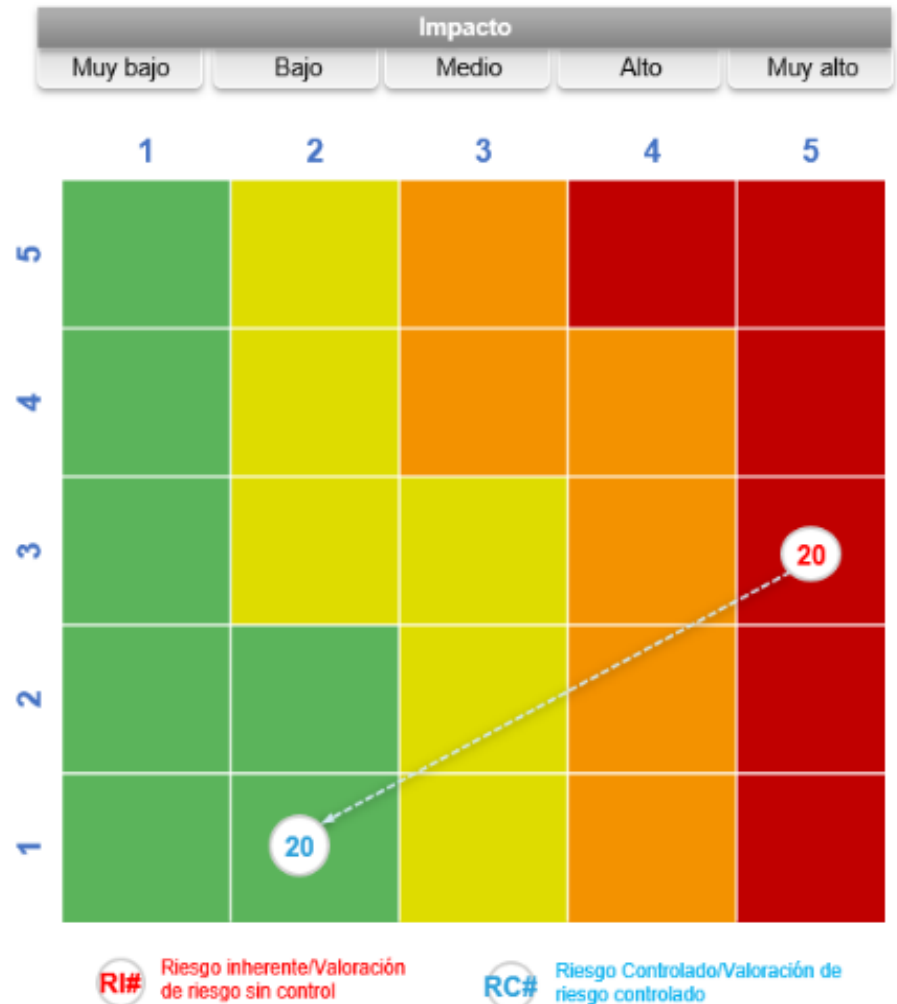 Impacto
Muy bajo Bajo Medio Alto Muy alto
1 2 3 4 5
5
4
3
20
2
1
20
RI# Riesgo inherente/Valoración
de riesgo sin control
RC# Riesgo Controlado/Valoración de
riesgo controlado